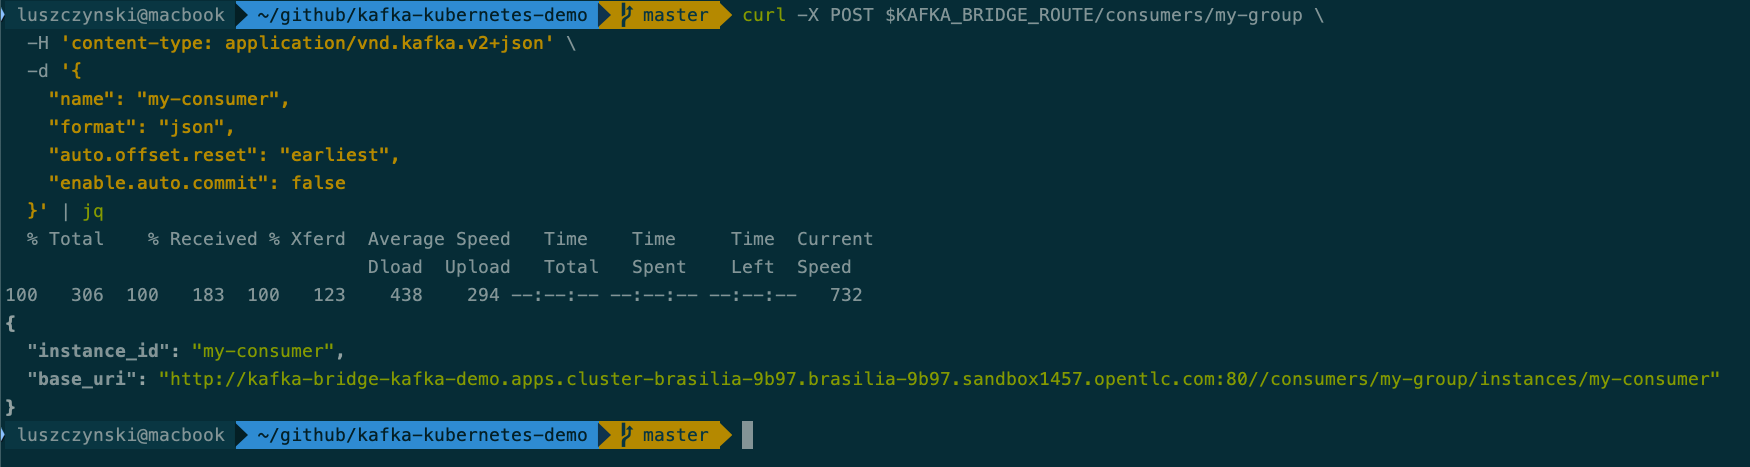 luszczynski@macbook ~/github/kafka-kubernetes-demo master curl -X POST $KAFKA_BRIDGE_ROUTE/consumers/my-group \
-H 'content-type: application/vnd.kafka.v2+json' \
-d '{
"name": "my-consumer",
"format": "json",
"auto.offset.reset": "earliest",
"enable.auto.commit": false
}' | jq
% Total % Received % Xferd Average Speed Time Time Time Current
Dload Upload Total Spent Left Speed
100 306 100 183 100 123 438 294 --:--:-- --:--:-- --:--:-- 732
{
"instance_id": "my-consumer",
"base_uri": "http://kafka-bridge-kafka-demo.apps.cluster-brasilia-9b97.brasilia-9b97.sandbox1457.opentlc.com:80//consumers/my-group/instances/my-consumer"
}
luszczynski@macbook ~/github/kafka-kubernetes-demo master